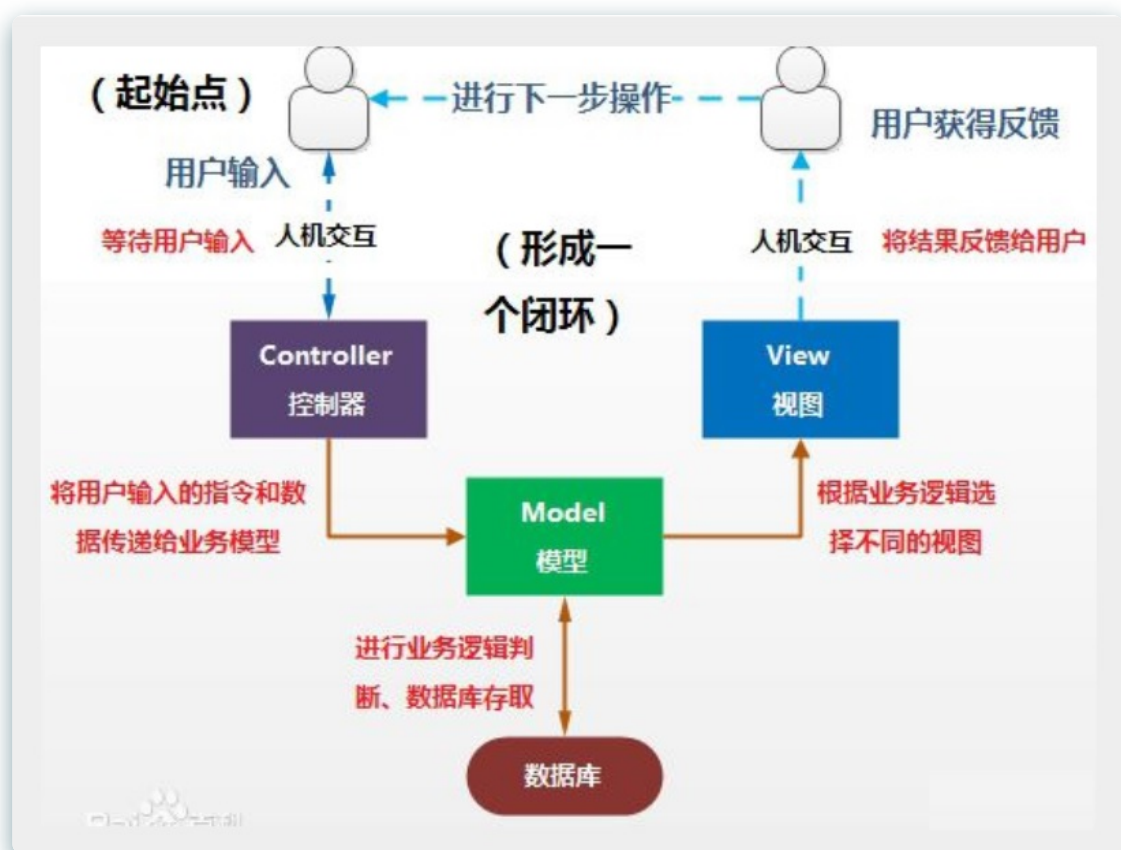 （起始点）
进行下一步操作
用户获得反馈
用户输入
等待用户输入
人机交互
（形成一
个闭环）
人机交互
将结果反馈给用户
Controller
控制器
View
视图
将用户输入的指令和数
据传递给业务模型
Model
模型
根据业务逻辑选
择不同的视图
进行业务逻辑判
断、数据库存取
数据库